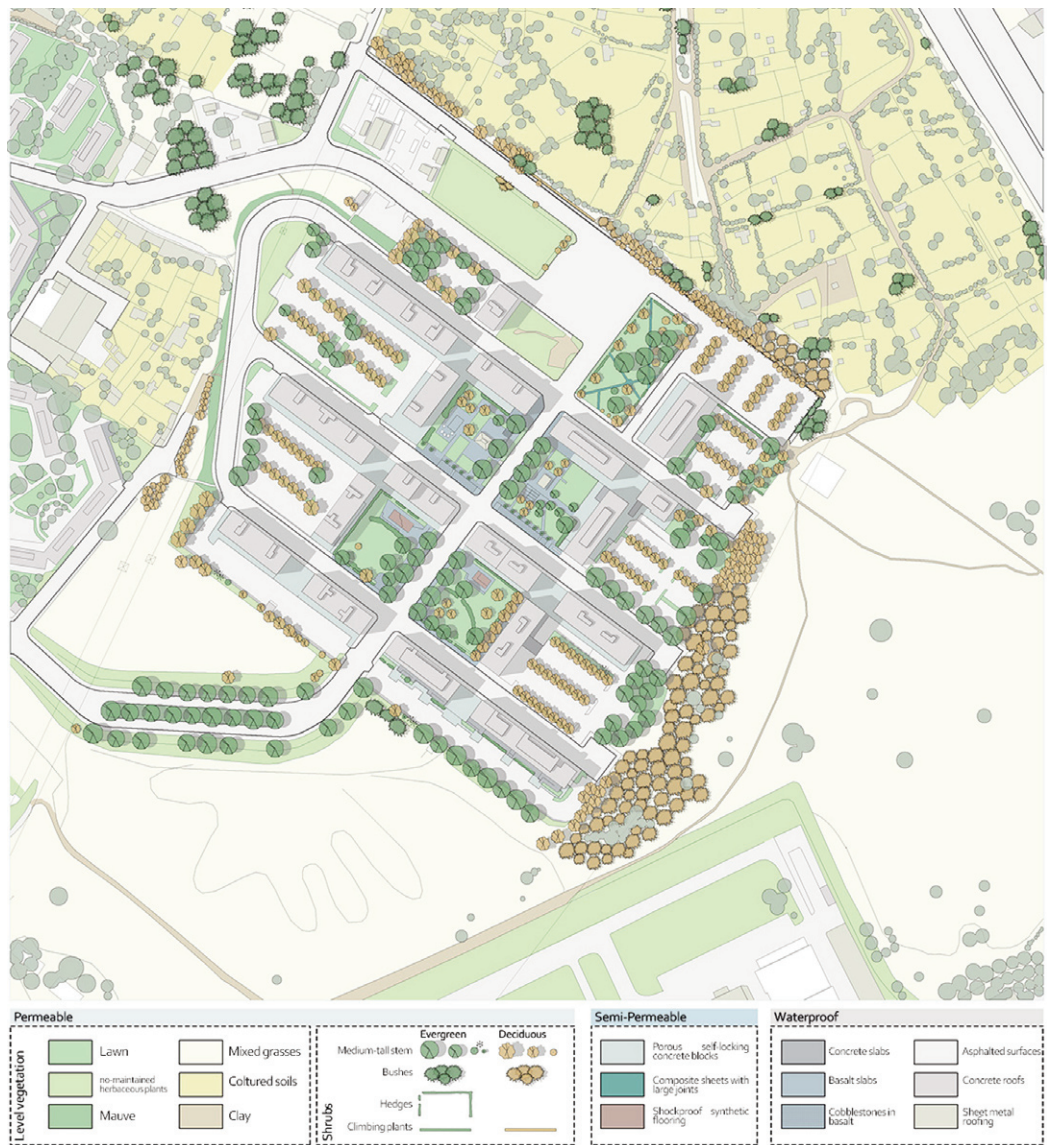 Permeable
Level vegetation
Lawn
Mixed grasses
no-maintained
herbaceous plants
Coltured soils
Mauve
Clay
Shrubs
Evergreen
Deciduous
Medium-tall stem
Bushes
Hedges
Climbing plants
Semi-Permeable
Porous self-locking
concrete blocks
Composite sheets with
large joints
Shockproof synthetic
flooring
Waterproof
Concrete slabs
Asphalted surfaces
Basalt slabs
Concrete roofs
Cobblestones in
basalt
Sheet metal
roofing